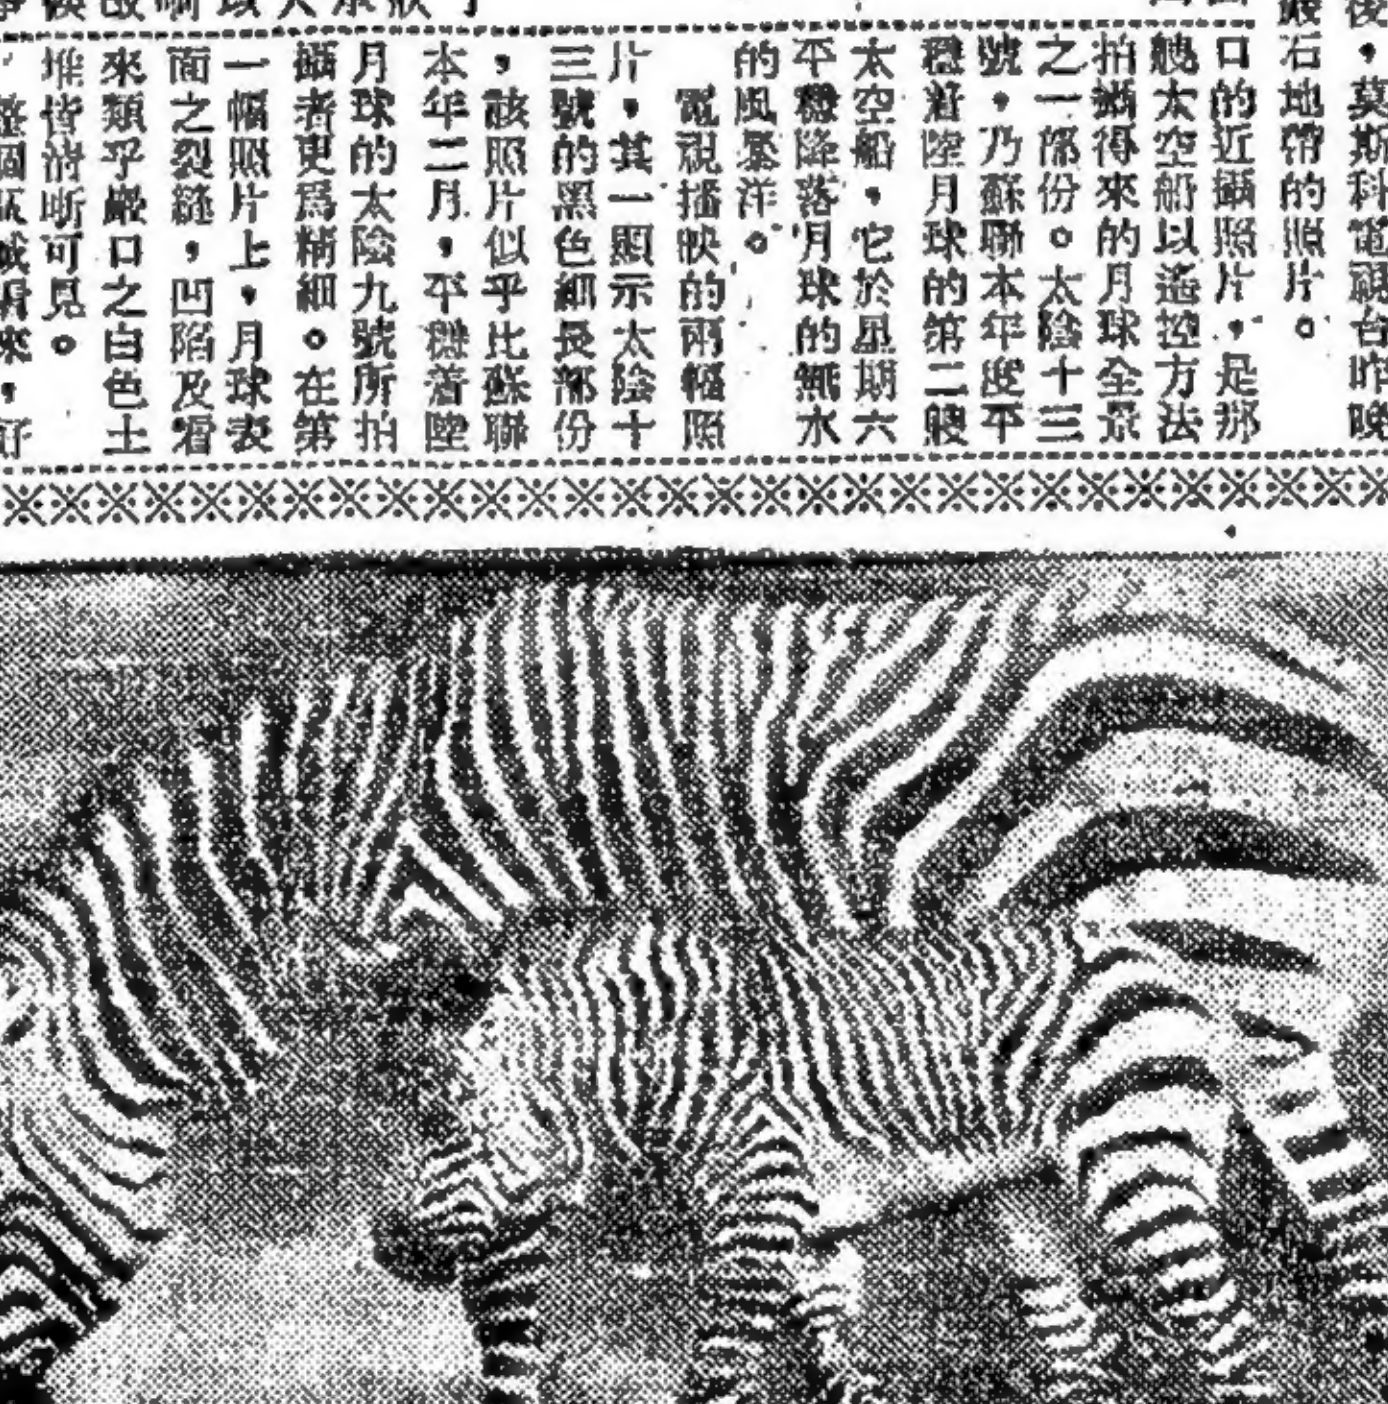 後，莫斯科電視台昨晚
巖石地帶的照片。
口的近攝照片，是那
艘太空船以遙控方法
拍攝得來的月球全景
之一部份。太陰十三
號，乃蘇聯本年度平
穩着陸月球的第二艘
太空船，它於星期六
平穩降落月球的無水
的風暴洋。
電視播映的兩幅照
片，其一顯示太陰十
三號的黑色細長部份
，該照片似乎比蘇聯
本年二月，平穩着陸
月球的太陰九號所拍
攝者更爲精細。在第
一幅照片上，月球表
面之裂縫，凹陷及看
來類乎巖口之白色土
堆皆清晰可見。